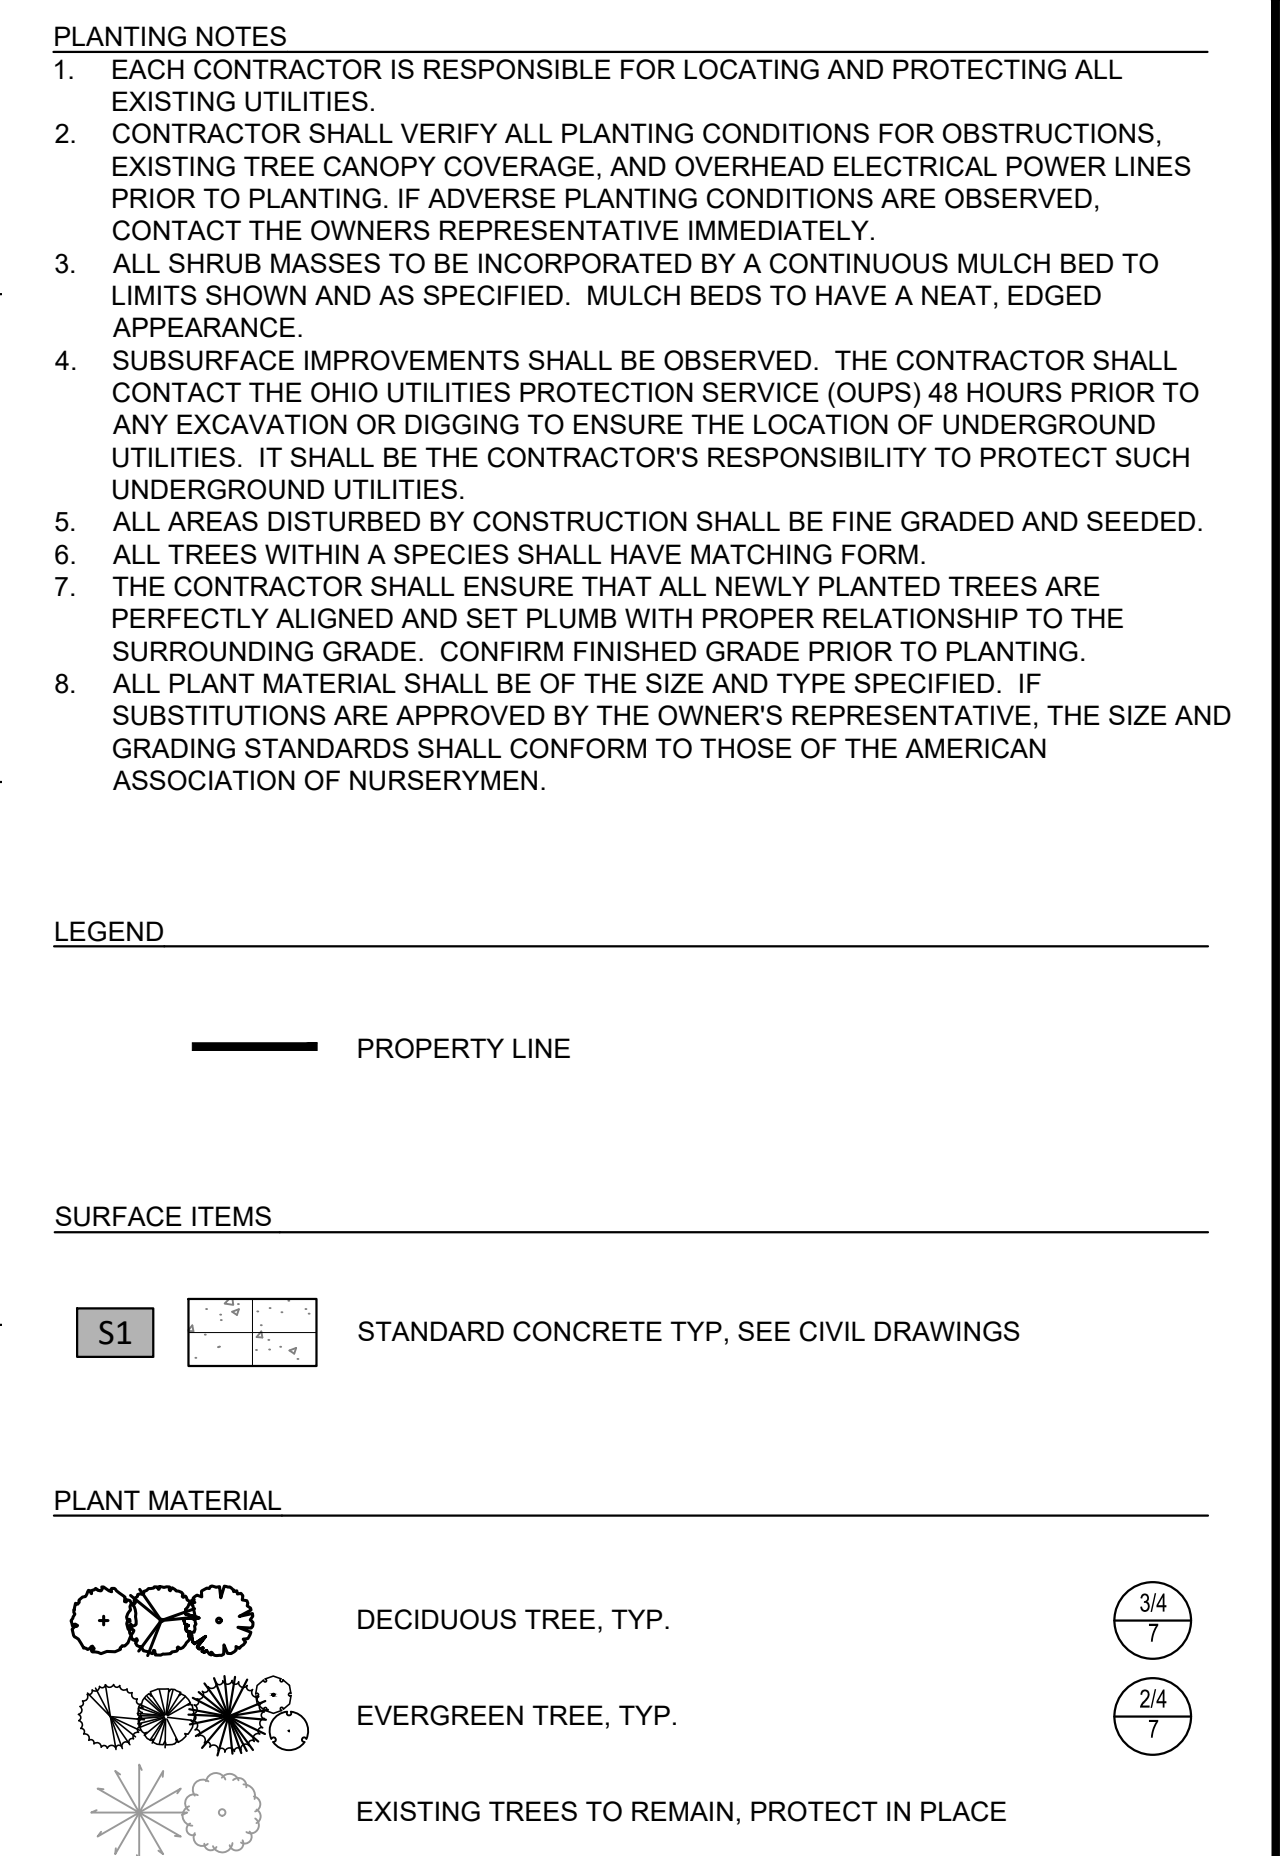 PLANTING NOTES
1. EACH CONTRACTOR IS RESPONSIBLE FOR LOCATING AND PROTECTING ALL
EXISTING UTILITIES.
2. CONTRACTOR SHALL VERIFY ALL PLANTING CONDITIONS FOR OBSTRUCTIONS,
EXISTING TREE CANOPY COVERAGE, AND OVERHEAD ELECTRICAL POWER LINES
PRIOR TO PLANTING. IF ADVERSE PLANTING CONDITIONS ARE OBSERVED,
CONTACT THE OWNERS REPRESENTATIVE IMMEDIATELY.
3. ALL SHRUB MASSES TO BE INCORPORATED BY A CONTINUOUS MULCH BED TO
LIMITS SHOWN AND AS SPECIFIED. MULCH BEDS TO HAVE A NEAT, EDGED
APPEARANCE.
4. SUBSURFACE IMPROVEMENTS SHALL BE OBSERVED. THE CONTRACTOR SHALL
CONTACT THE OHIO UTILITIES PROTECTION SERVICE (OUPS) 48 HOURS PRIOR TO
ANY EXCAVATION OR DIGGING TO ENSURE THE LOCATION OF UNDERGROUND
UTILITIES. IT SHALL BE THE CONTRACTOR'S RESPONSIBILITY TO PROTECT SUCH
UNDERGROUND UTILITIES.
5. ALL AREAS DISTURBED BY CONSTRUCTION SHALL BE FINE GRADED AND SEEDED.
6. ALL TREES WITHIN A SPECIES SHALL HAVE MATCHING FORM.
7. THE CONTRACTOR SHALL ENSURE THAT ALL NEWLY PLANTED TREES ARE
PERFECTLY ALIGNED AND SET PLUMB WITH PROPER RELATIONSHIP TO THE
SURROUNDING GRADE. CONFIRM FINISHED GRADE PRIOR TO PLANTING.
8. ALL PLANT MATERIAL SHALL BE OF THE SIZE AND TYPE SPECIFIED. IF
SUBSTITUTIONS ARE APPROVED BY THE OWNER'S REPRESENTATIVE, THE SIZE AND
GRADING STANDARDS SHALL CONFORM TO THOSE OF THE AMERICAN
ASSOCIATION OF NURSERYMEN.
LEGEND
PROPERTY LINE
SURFACE ITEMS
S1 STANDARD CONCRETE TYP, SEE CIVIL DRAWINGS
PLANT MATERIAL
DECIDUOUS TREE, TYP.
3/4
7
EVERGREEN TREE, TYP.
2/4
7
EXISTING TREES TO REMAIN, PROTECT IN PLACE